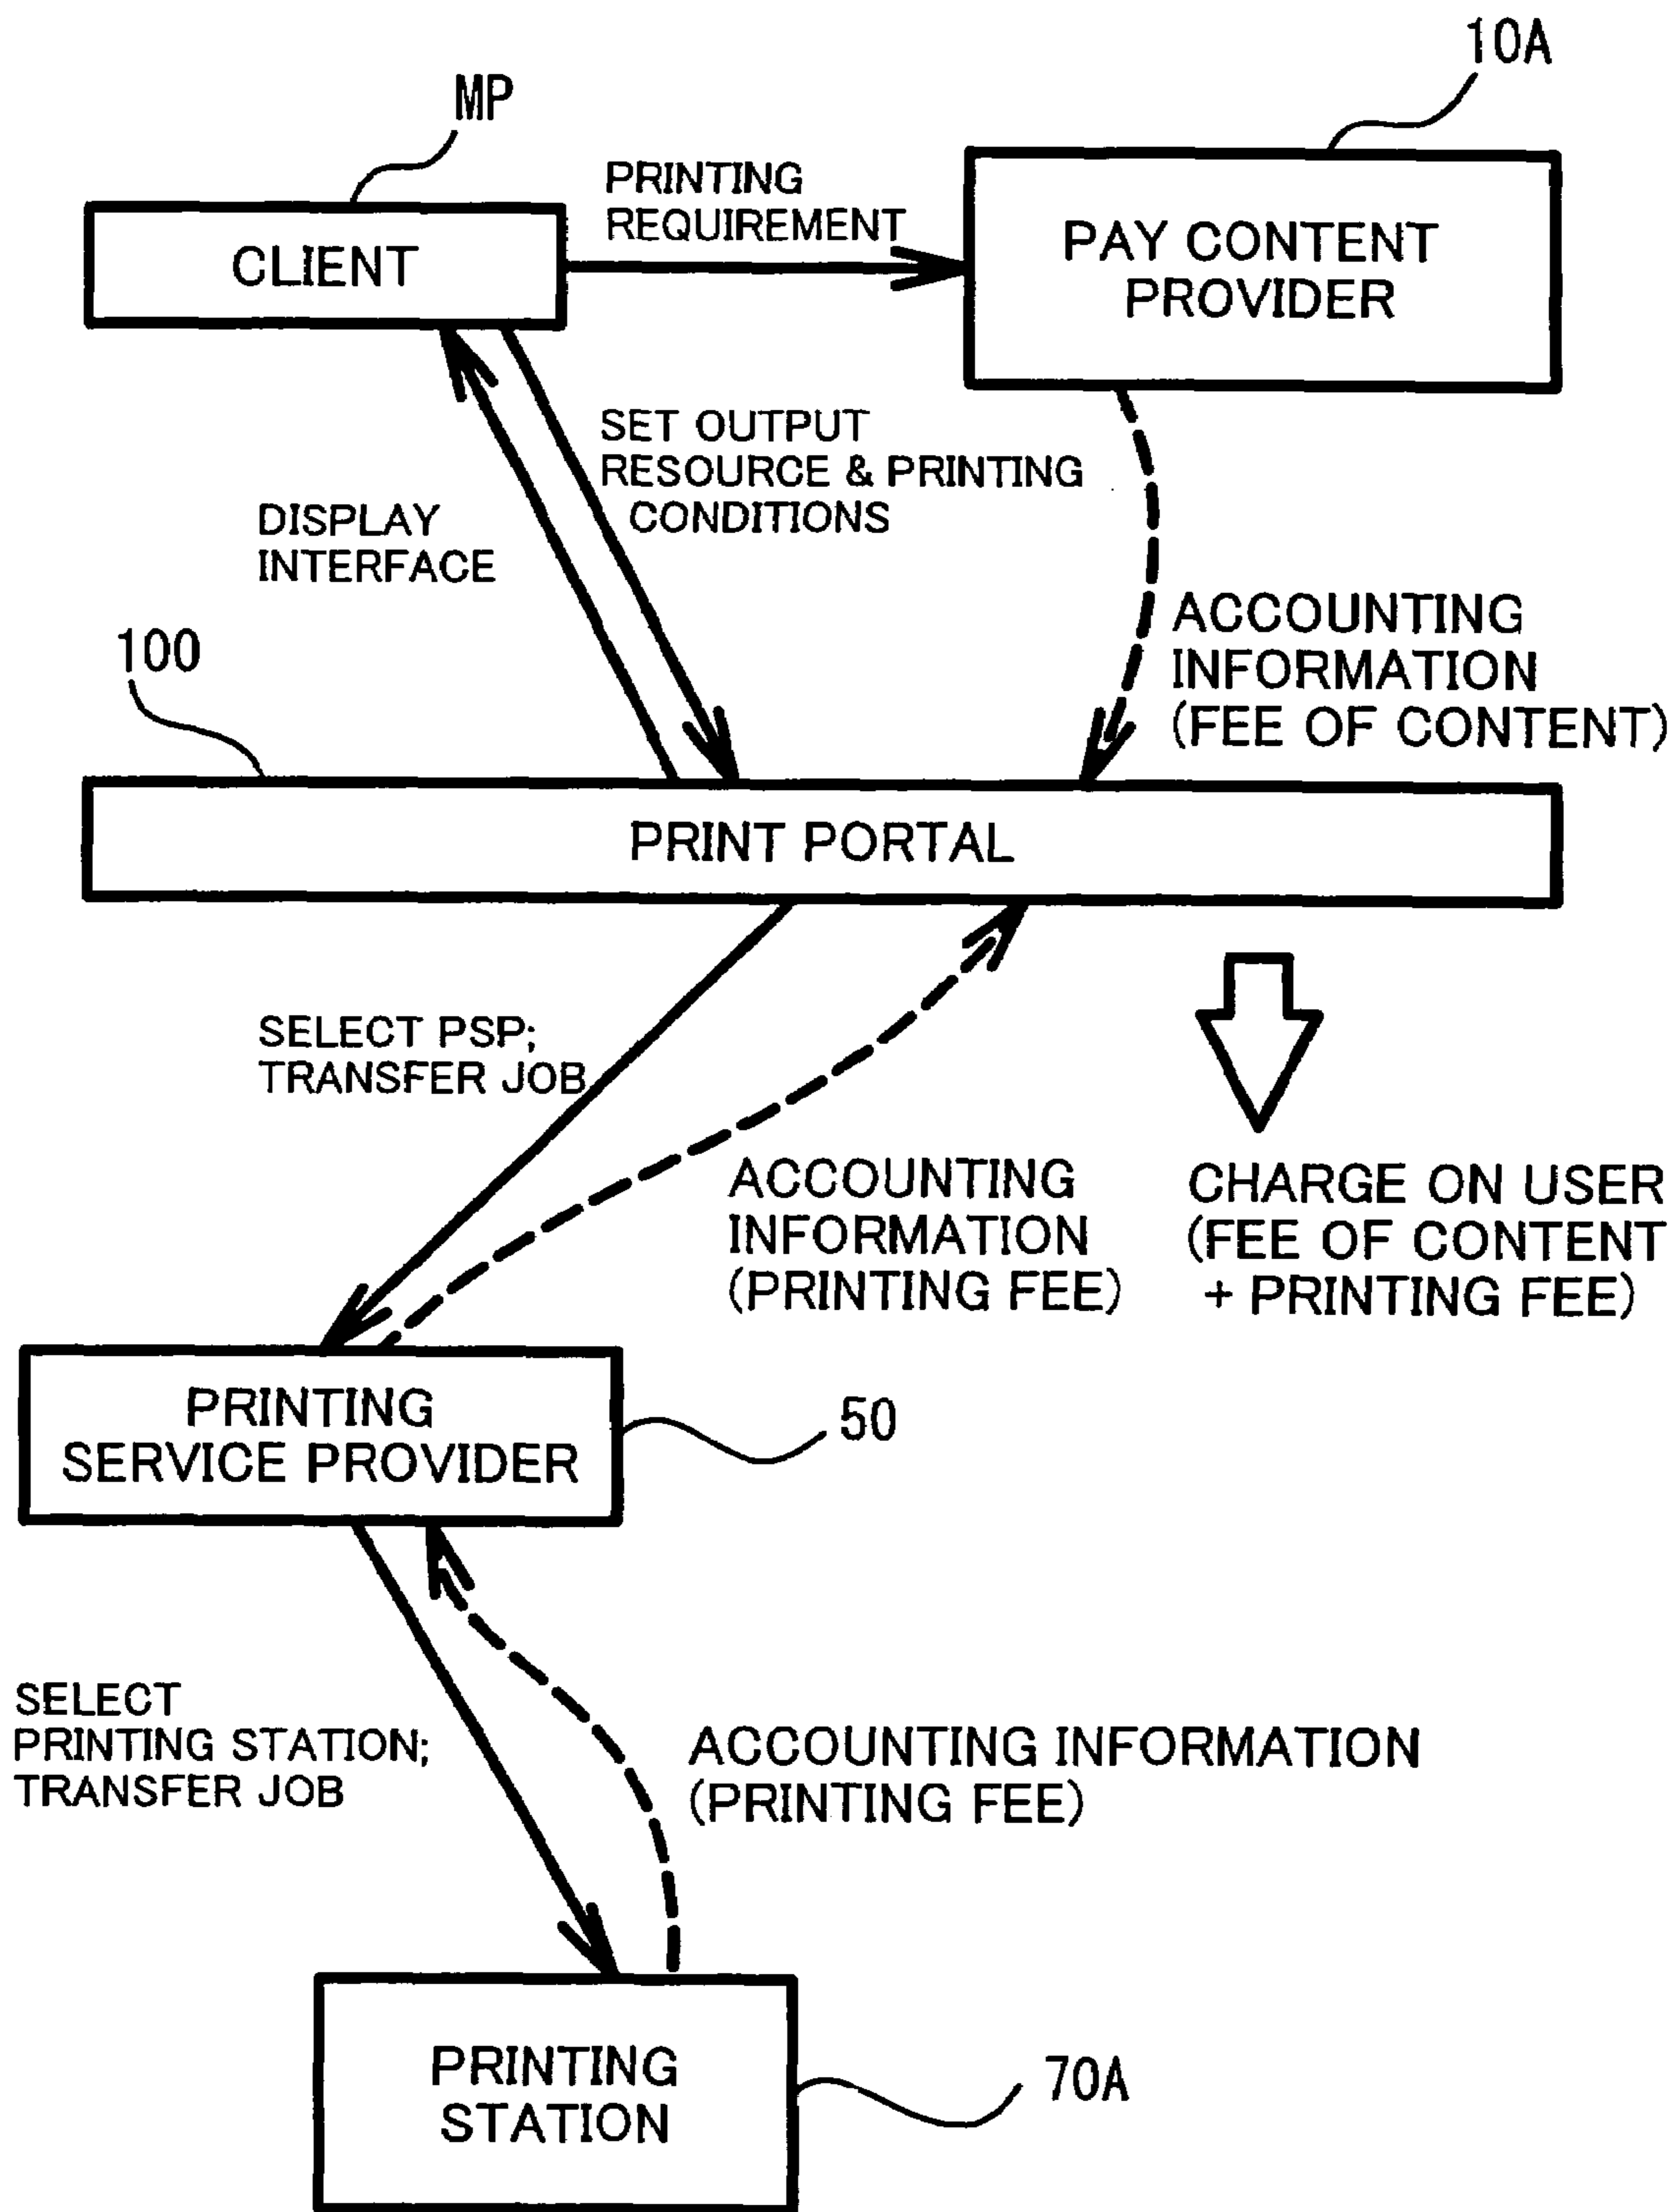 10A
MP
PRINTING
REQUIREMENT
CLIENT
PAY CONTENT
PROVIDER
SET OUTPUT
RESOURCE & PRINTING
CONDITIONS
DISPLAY
INTERFACE
ACCOUNTING
INFORMATION
(FEE OF CONTENT)
100
PRINT PORTAL
SELECT PSP;
TRANSFER JOB
ACCOUNTING
INFORMATION
(PRINTING FEE)
CHARGE ON USER
(FEE OF CONTENT
+ PRINTING FEE)
PRINTING
SERVICE PROVIDER
50
SELECT
PRINTING STATION;
TRANSFER JOB
ACCOUNTING INFORMATION
(PRINTING FEE)
PRINTING
STATION
70A